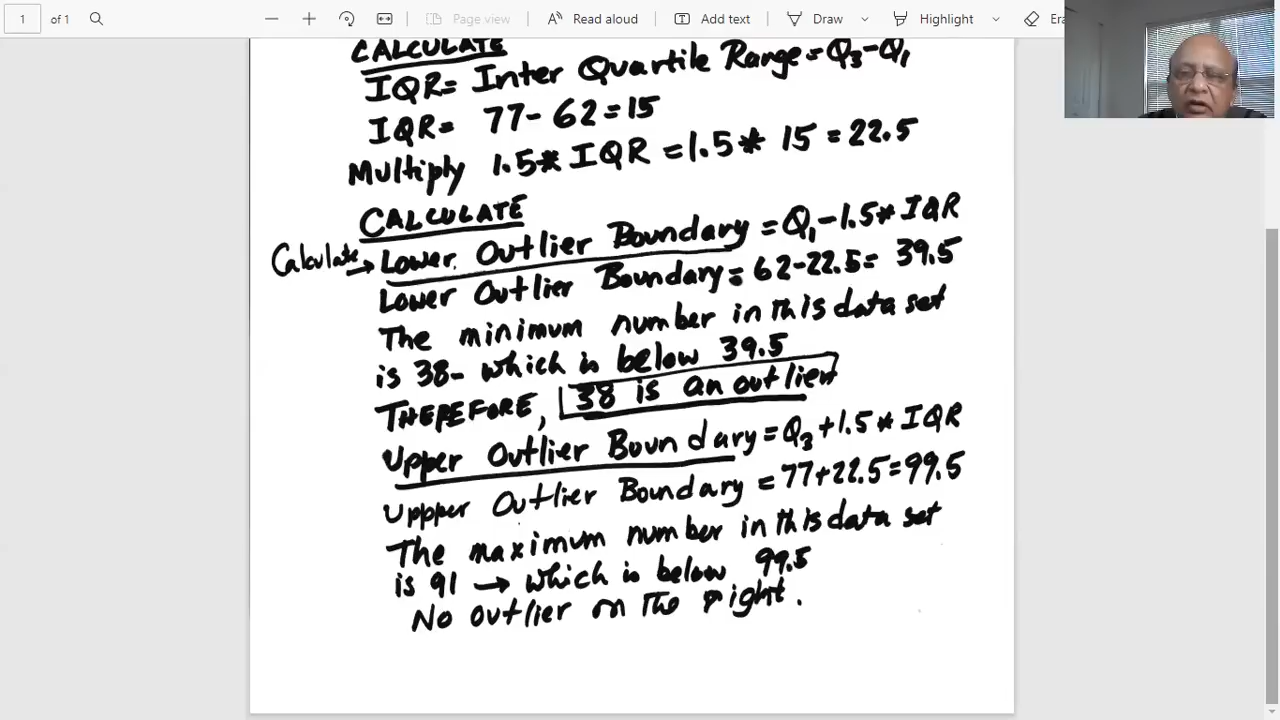 1 of 1
Page view
Read aloud
Add text
Draw
Highlight
CALCULATE
IQR= Inter Quartile Range=Q3-Q1
IQR= 77-62=15
Multiply 1.5* IQR =1.5* 15 =22.5
CALCULATE
Calculate→ Lower Outlier Boundary =Q1-1.5* IQR
Lower Outlier Boundary= 62-22.5= 39.5
The minimum number in this data set
is 38- which is below 39.5
THEREFORE, 38 is an outlier
Upper Outlier Boundary=Q3+1.5* IQR
Uppper Outlier Boundary =77+22.5=99.5
The maximum number in this data set
is 91 → which is below 99.5
No outlier on the right.